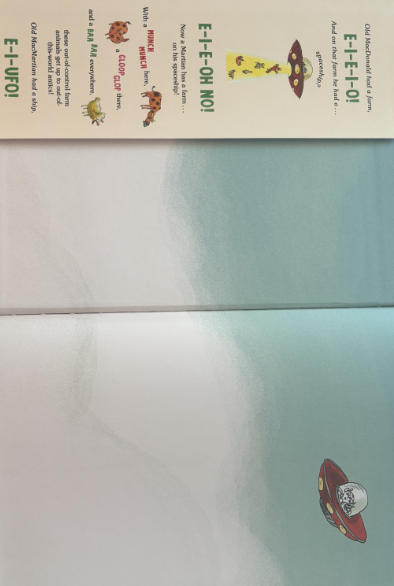 Old MacDonald had a farm,
E-I-E-I-O!
And on that farm he had a ...
spaceship,?
E-I-E-OH NO!
Now a Martian has a farm ...
on his spaceship!
With a MUNCH MUNCH here,
a GLOOP GLOP there,
and a BAA BAA everywhere,
these out-of-control farm
animals get up to out-of-
this-world antics!
Old MacMartian had a ship,
E-I-UFO!